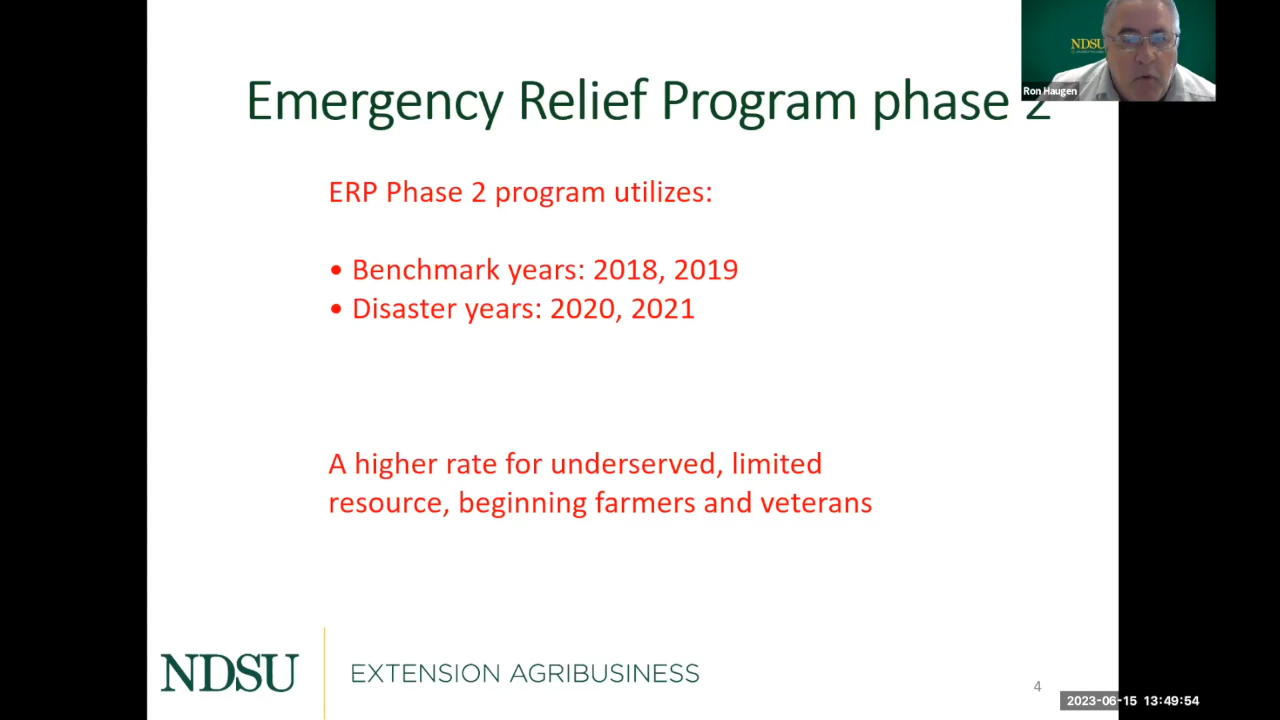 Emergency Relief Program phase 2
NDSU
Ron Haugen
ERP Phase 2 program utilizes:
• Benchmark years: 2018, 2019
• Disaster years: 2020, 2021
A higher rate for underserved, limited
resource, beginning farmers and veterans
NDSU EXTENSION AGRIBUSINESS
4
2023-06-15 13:49:54